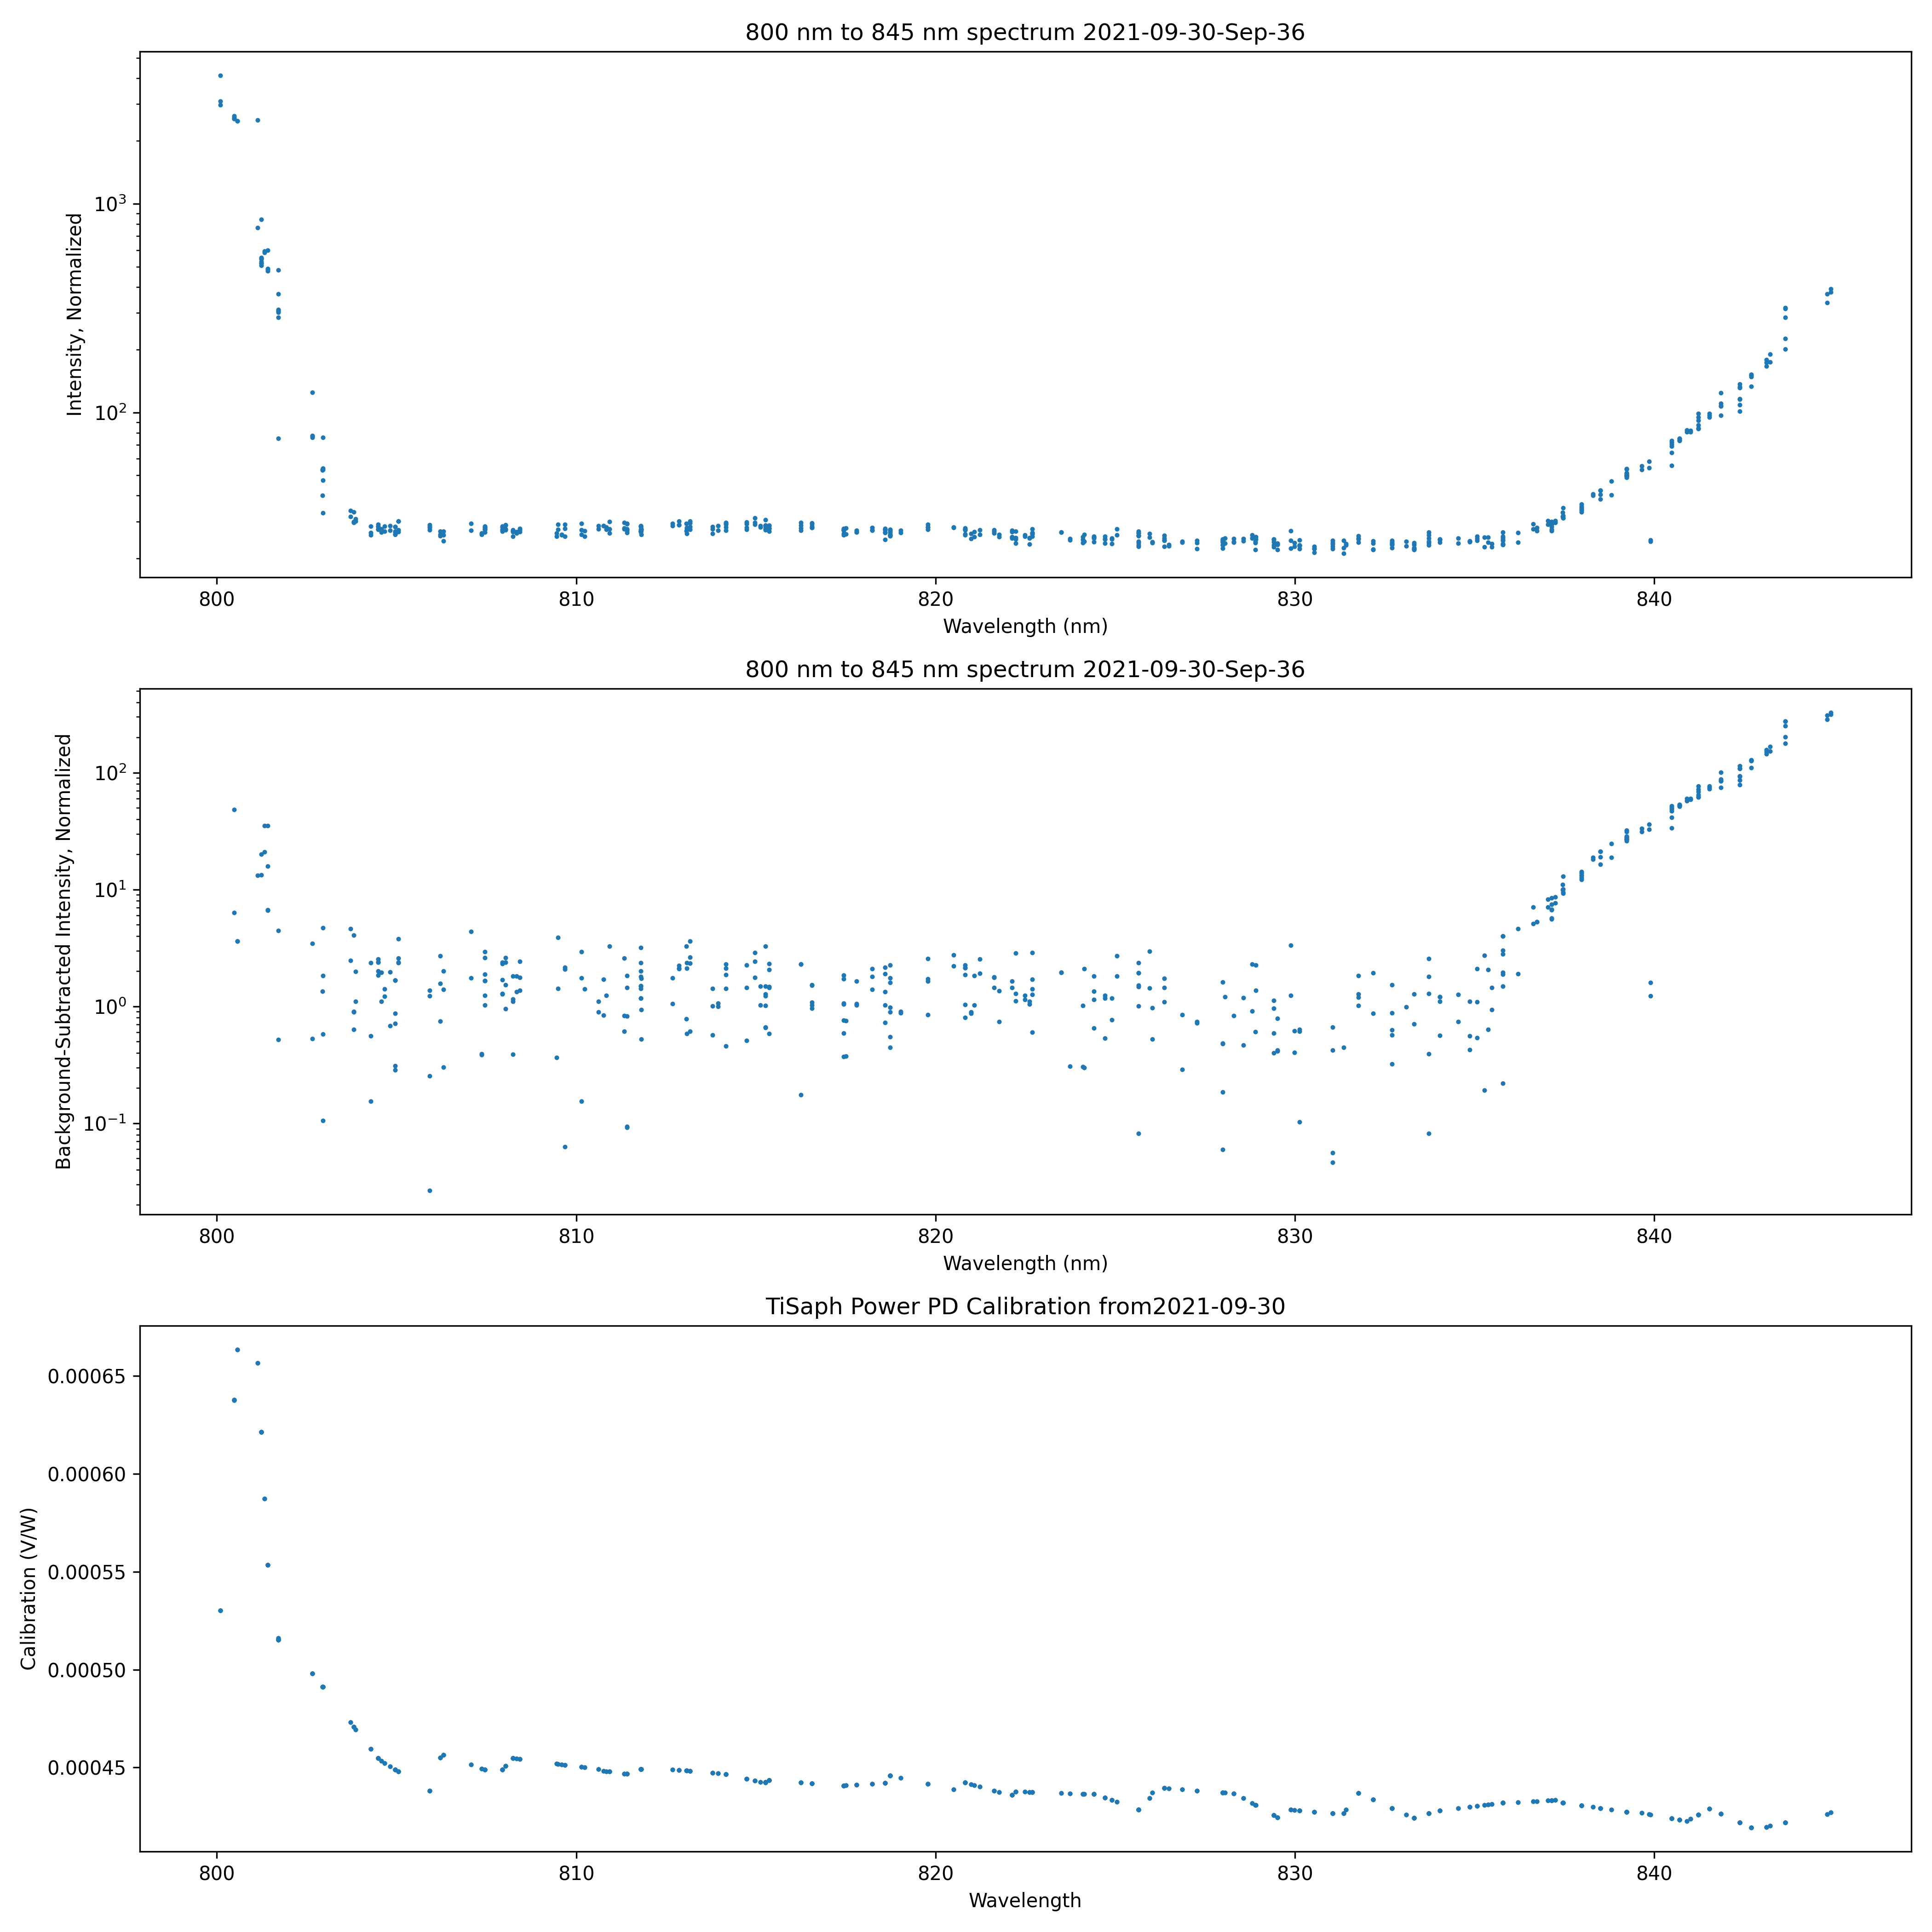 800 nm to 845 nm spectrum 2021-09-30-Sep-36
Intensity, Normalized
10³
10²
800 810 820 830 840
Wavelength (nm)
800 nm to 845 nm spectrum 2021-09-30-Sep-36
Background-Subtracted Intensity, Normalized
10²
10¹
10⁰
10⁻¹
800 810 820 830 840
Wavelength (nm)
TiSaph Power PD Calibration from2021-09-30
Calibration (V/W)
0.00065
0.00060
0.00055
0.00050
0.00045
800 810 820 830 840
Wavelength